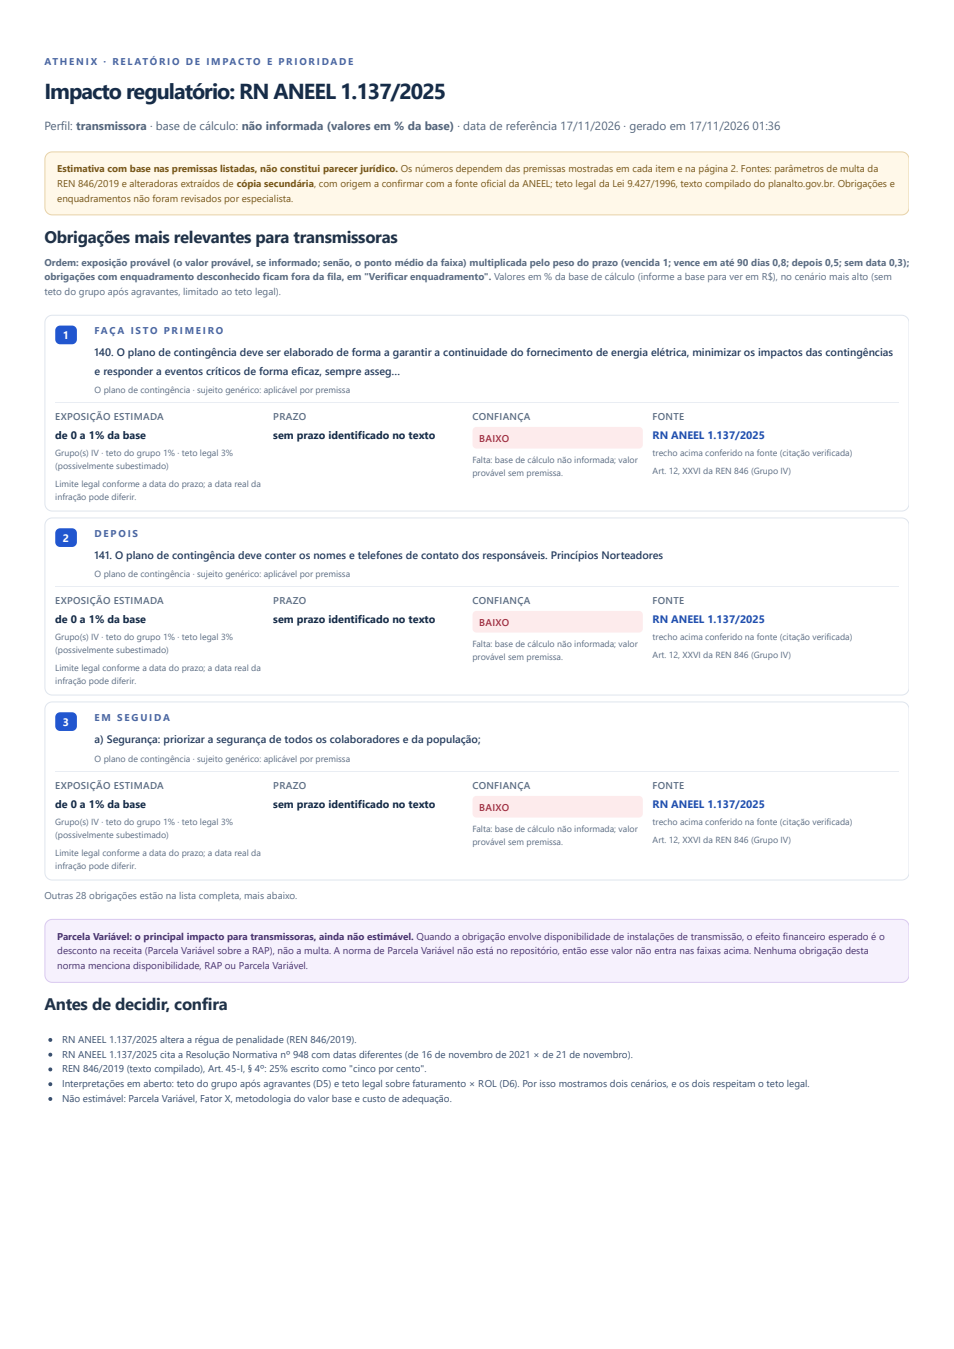 ATHENIX · RELATÓRIO DE IMPACTO E PRIORIDADE
Impacto regulatório: RN ANEEL 1.137/2025
Perfil: transmissora · base de cálculo: não informada (valores em % da base) · data de referência 17/11/2026 · gerado em 17/11/2026 01:36
Estimativa com base nas premissas listadas, não constitui parecer jurídico. Os números dependem das premissas mostradas em cada item e na página 2. Fontes: parâmetros de multa da
REN 846/2019 e alteradoras extraídos de cópia secundária, com origem a confirmar com a fonte oficial da ANEEL; teto legal da Lei 9.427/1996, texto compilado do planalto.gov.br. Obrigações e
enquadramentos não foram revisados por especialista.
Obrigações mais relevantes para transmissoras
Ordem: exposição provável (o valor provável, se informado; senão, o ponto médio da faixa) multiplicada pelo peso do prazo (vencida 1; vence em até 90 dias 0,8; depois 0,5; sem data 0,3);
obrigações com enquadramento desconhecido ficam fora da fila, em "Verificar enquadramento". Valores em % da base de cálculo (informe a base para ver em R$), no cenário mais alto (sem
teto do grupo após agravantes, limitado ao teto legal).
1
FAÇA ISTO PRIMEIRO
140. O plano de contingência deve ser elaborado de forma a garantir a continuidade do fornecimento de energia elétrica, minimizar os impactos das contingências
e responder a eventos críticos de forma eficaz, sempre asseg...
O plano de contingência · sujeito genérico: aplicável por premissa
EXPOSIÇÃO ESTIMADA
de 0 a 1% da base
Grupo(s) IV · teto do grupo 1% · teto legal 3%
(possivelmente subestimado)
Limite legal conforme a data do prazo; a data real da
infração pode diferir.
PRAZO
sem prazo identificado no texto
CONFIANÇA
BAIXO
Falta: base de cálculo não informada; valor
provável sem premissa.
FONTE
RN ANEEL 1.137/2025
trecho acima conferido na fonte (citação verificada)
Art. 12, XXVI da REN 846 (Grupo IV)
2
DEPOIS
141. O plano de contingência deve conter os nomes e telefones de contato dos responsáveis. Princípios Norteadores
O plano de contingência · sujeito genérico: aplicável por premissa
EXPOSIÇÃO ESTIMADA
de 0 a 1% da base
Grupo(s) IV · teto do grupo 1% · teto legal 3%
(possivelmente subestimado)
Limite legal conforme a data do prazo; a data real da
infração pode diferir.
PRAZO
sem prazo identificado no texto
CONFIANÇA
BAIXO
Falta: base de cálculo não informada; valor
provável sem premissa.
FONTE
RN ANEEL 1.137/2025
trecho acima conferido na fonte (citação verificada)
Art. 12, XXVI da REN 846 (Grupo IV)
3
EM SEGUIDA
a) Segurança: priorizar a segurança de todos os colaboradores e da população;
O plano de contingência · sujeito genérico: aplicável por premissa
EXPOSIÇÃO ESTIMADA
de 0 a 1% da base
Grupo(s) IV · teto do grupo 1% · teto legal 3%
(possivelmente subestimado)
Limite legal conforme a data do prazo; a data real da
infração pode diferir.
PRAZO
sem prazo identificado no texto
CONFIANÇA
BAIXO
Falta: base de cálculo não informada; valor
provável sem premissa.
FONTE
RN ANEEL 1.137/2025
trecho acima conferido na fonte (citação verificada)
Art. 12, XXVI da REN 846 (Grupo IV)
Outras 28 obrigações estão na lista completa, mais abaixo.
Parcela Variável: o principal impacto para transmissoras, ainda não estimável. Quando a obrigação envolve disponibilidade de instalações de transmissão, o efeito financeiro esperado é o
desconto na receita (Parcela Variável sobre a RAP), não a multa. A norma de Parcela Variável não está no repositório, então esse valor não entra nas faixas acima. Nenhuma obrigação desta
norma menciona disponibilidade, RAP ou Parcela Variável.
Antes de decidir, confira
• RN ANEEL 1.137/2025 altera a régua de penalidade (REN 846/2019).
• RN ANEEL 1.137/2025 cita a Resolução Normativa nº 948 com datas diferentes (de 16 de novembro de 2021 × de 21 de novembro).
• REN 846/2019 (texto compilado), Art. 45-I, § 4º: 25% escrito como "cinco por cento".
• Interpretações em aberto: teto do grupo após agravantes (D5) e teto legal sobre faturamento × ROL (D6). Por isso mostramos dois cenários, e os dois respeitam o teto legal.
• Não estimável: Parcela Variável, Fator X, metodologia do valor base e custo de adequação.